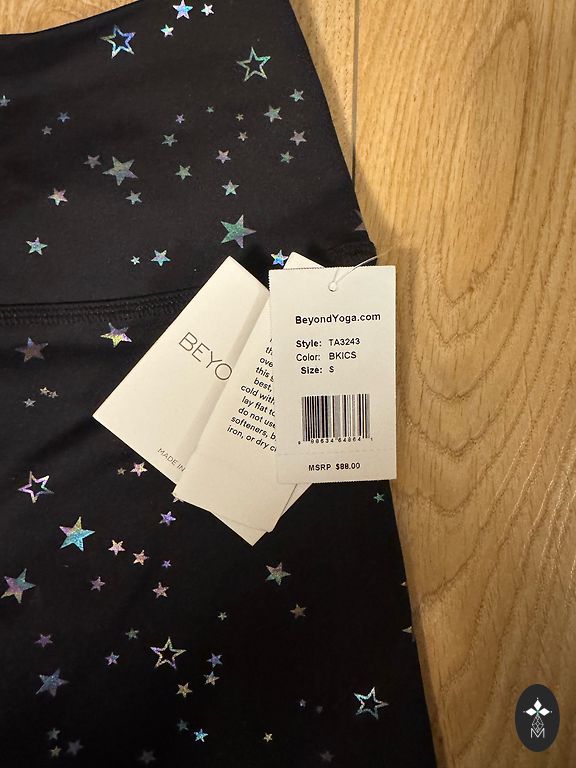 BeyondYoga.com
Style: TA3243
Color: BKICS
Size: S
MSRP $88.00
BEYO
MADE IN
over
this g
best,
cold with
lay flat to
do not use
softeners, b
iron, or dry c